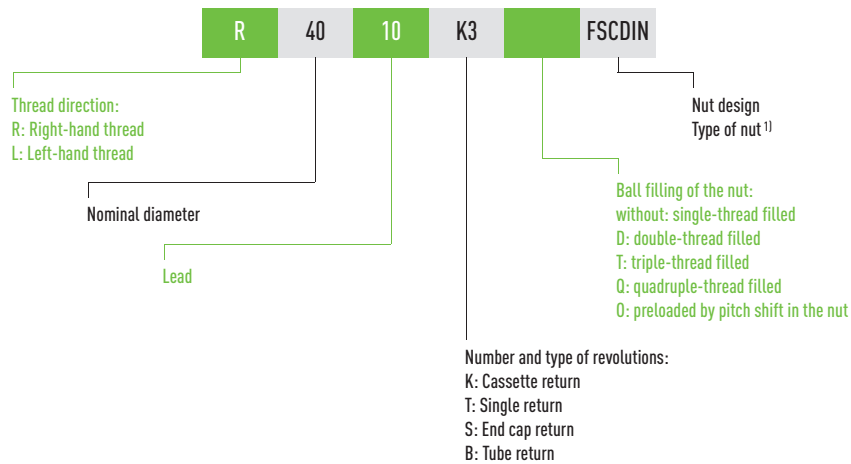 R 40 10 K3 FSCDIN
Thread direction:
R: Right-hand thread
L: Left-hand thread
Nominal diameter
Lead
Number and type of revolutions:
K: Cassette return
T: Single return
S: End cap return
B: Tube return
Ball filling of the nut:
without: single-thread filled
D: double-thread filled
T: triple-thread filled
Q: quadruple-thread filled
O: preloaded by pitch shift in the nut
Nut design
Type of nut 1)